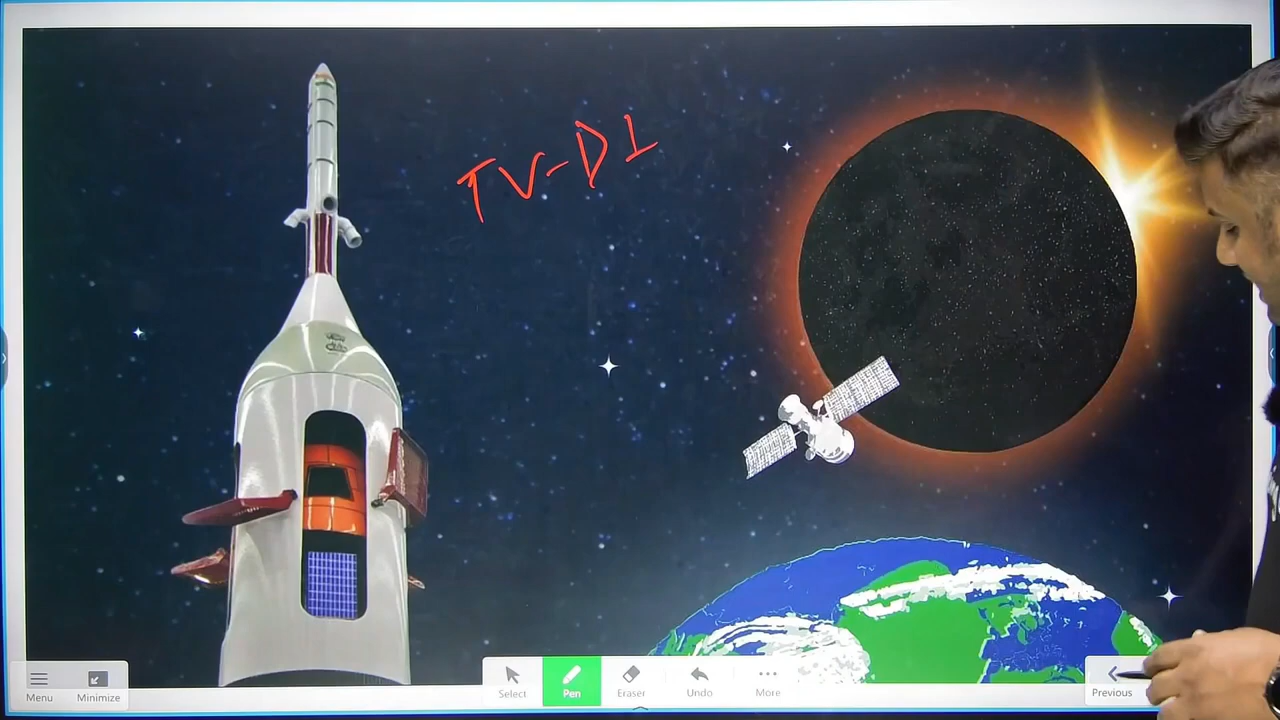 TV-D1
Menu
Minimize
Select
Pen
Eraser
Undo
More
Previous